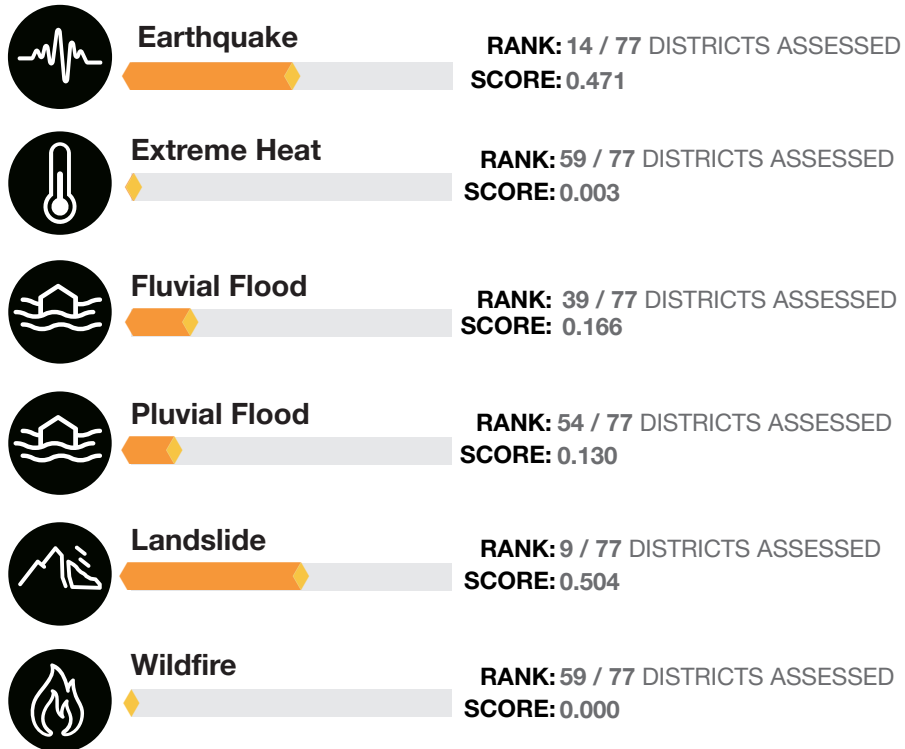 Earthquake
RANK: 14 / 77 DISTRICTS ASSESSED
SCORE: 0.471
Extreme Heat
RANK: 59 / 77 DISTRICTS ASSESSED
SCORE: 0.003
Fluvial Flood
RANK: 39 / 77 DISTRICTS ASSESSED
SCORE: 0.166
Pluvial Flood
RANK: 54 / 77 DISTRICTS ASSESSED
SCORE: 0.130
Landslide
RANK: 9 / 77 DISTRICTS ASSESSED
SCORE: 0.504
Wildfire
RANK: 59 / 77 DISTRICTS ASSESSED
SCORE: 0.000